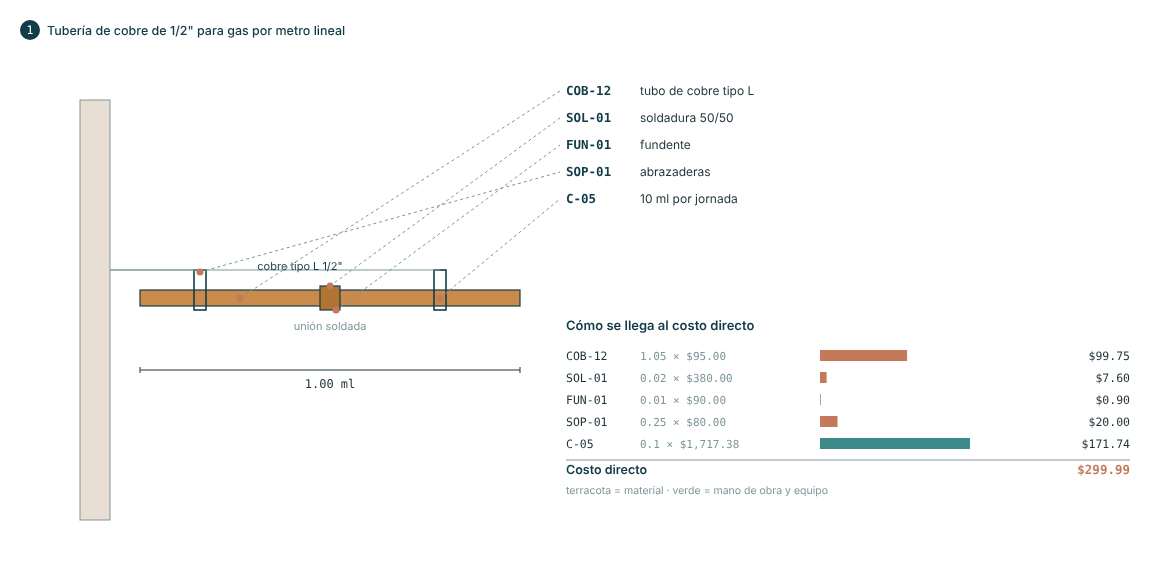 1 Tubería de cobre de 1/2" para gas por metro lineal
COB-12 tubo de cobre tipo L
SOL-01 soldadura 50/50
FUN-01 fundente
SOP-01 abrazaderas
C-05 10 ml por jornada
cobre tipo L 1/2"
unión soldada
1.00 ml
Cómo se llega al costo directo
COB-12 1.05 × $95.00 $99.75
SOL-01 0.02 × $380.00 $7.60
FUN-01 0.01 × $90.00 $0.90
SOP-01 0.25 × $80.00 $20.00
C-05 0.1 × $1,717.38 $171.74
Costo directo $299.99
terracota = material · verde = mano de obra y equipo